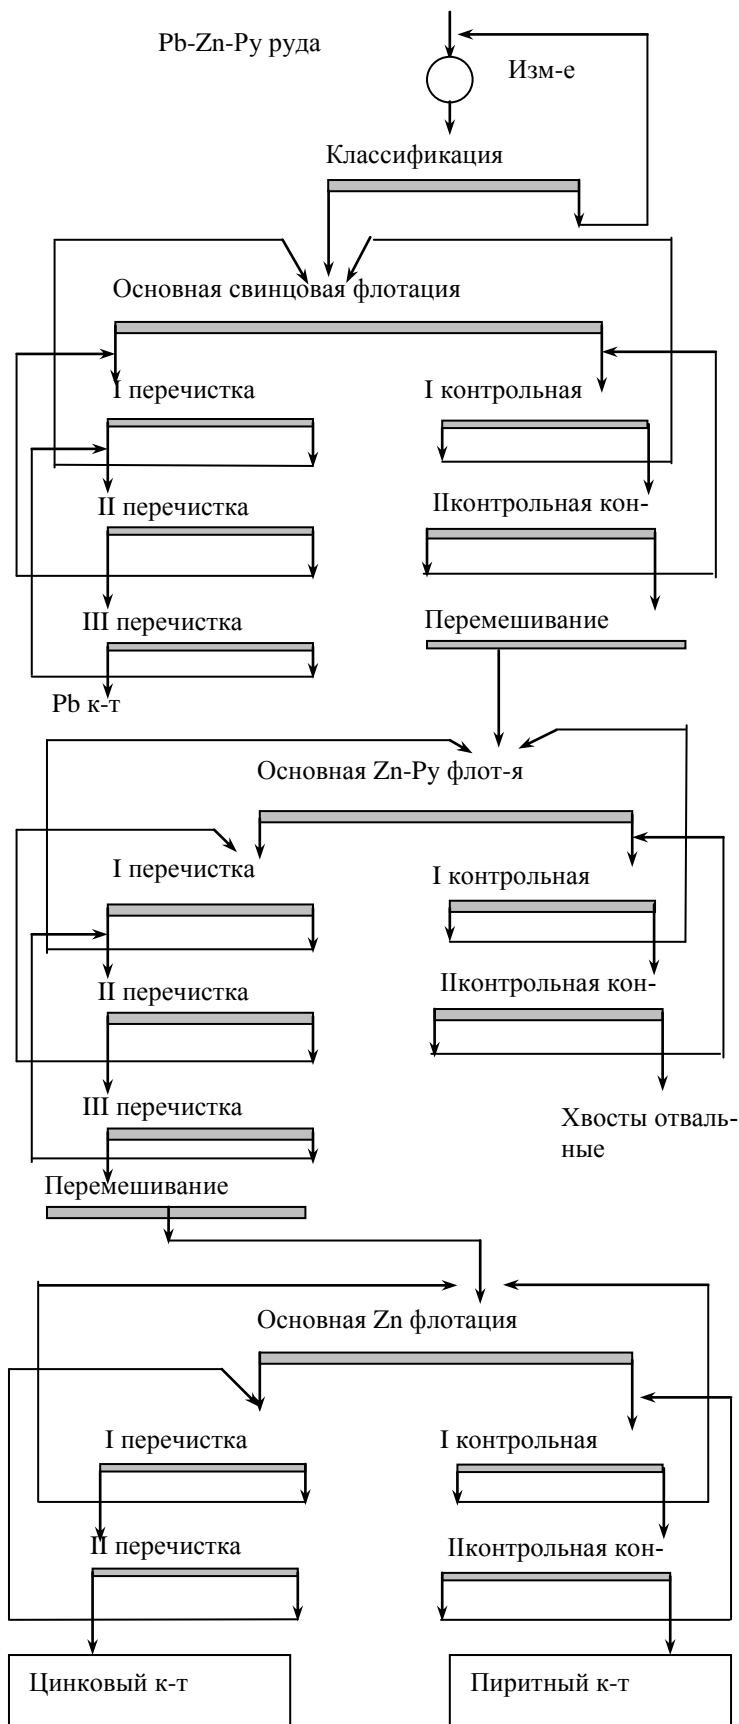 Pb-Zn-Py руда
Изм-е
Классификация
Основная свинцовая флотация
I перечистка
I контрольная
II перечистка
IIконтрольная кон-
III перечистка
Перемешивание
Pb к-т
Основная Zn-Py флот-я
I перечистка
I контрольная
II перечистка
IIконтрольная кон-
III перечистка
Хвосты отваль-
ные
Перемешивание
Основная Zn флотация
I перечистка
I контрольная
II перечистка
IIконтрольная кон-
Цинковый к-т
Пиритный к-т